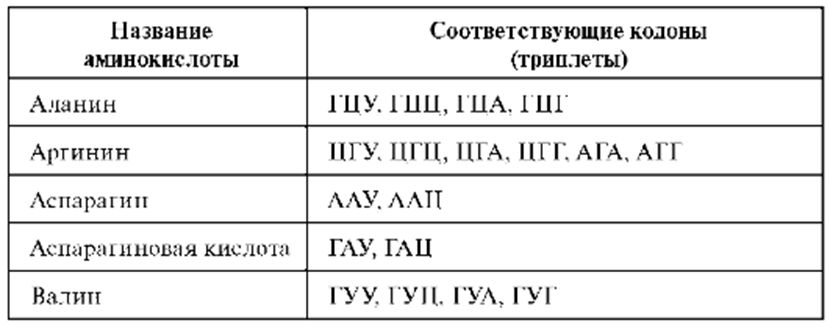 Название аминокислоты
Соответствующие кодоны (триплеты)
Аланин ГЦУ, ГЦЦ, ГЦА, ГЦГ
Аргинин ЦГУ, ЦГЦ, ЦГА, ЦГГ, АГА, АГГ
Аспарагин ААУ, ААЦ
Аспарагиновая кислота ГАУ, ГАЦ
Валин ГУУ, ГУЦ, ГУА, ГУГ